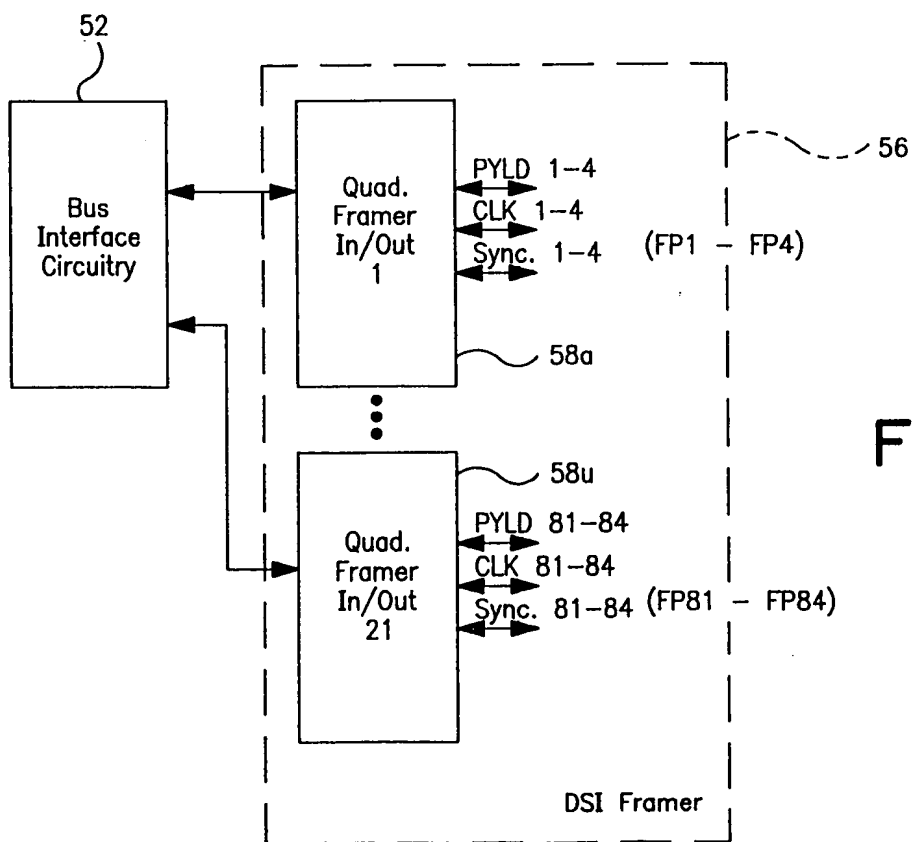 52
56
Bus
Interface
Circuitry
Quad.
Framer
In/Out
1
PYLD 1-4
CLK 1-4
Sync. 1-4
(FP1 - FP4)
58a
F
58u
Quad.
Framer
In/Out
21
PYLD 81-84
CLK 81-84
Sync. 81-84
(FP81 - FP84)
DSI Framer